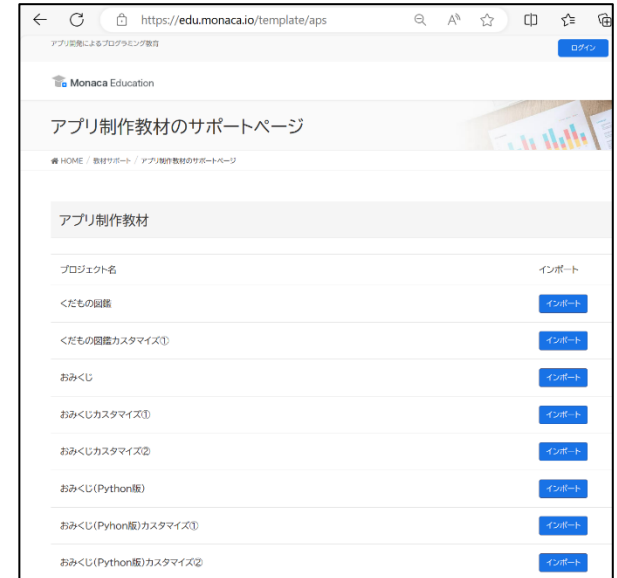 https://edu.monaca.io/template/aps
アプリ開発によるプログラミング教育
ログイン
Monaca Education
アプリ制作教材のサポートページ
HOME / 教材サポート / アプリ制作教材のサポートページ
アプリ制作教材
プロジェクト名 インポート
くだもの図鑑 インポート
くだもの図鑑カスタマイズ① インポート
おみくじ インポート
おみくじカスタマイズ① インポート
おみくじカスタマイズ② インポート
おみくじ(Python版) インポート
おみくじ(Pyhon版)カスタマイズ① インポート
おみくじ(Python版)カスタマイズ② インポート